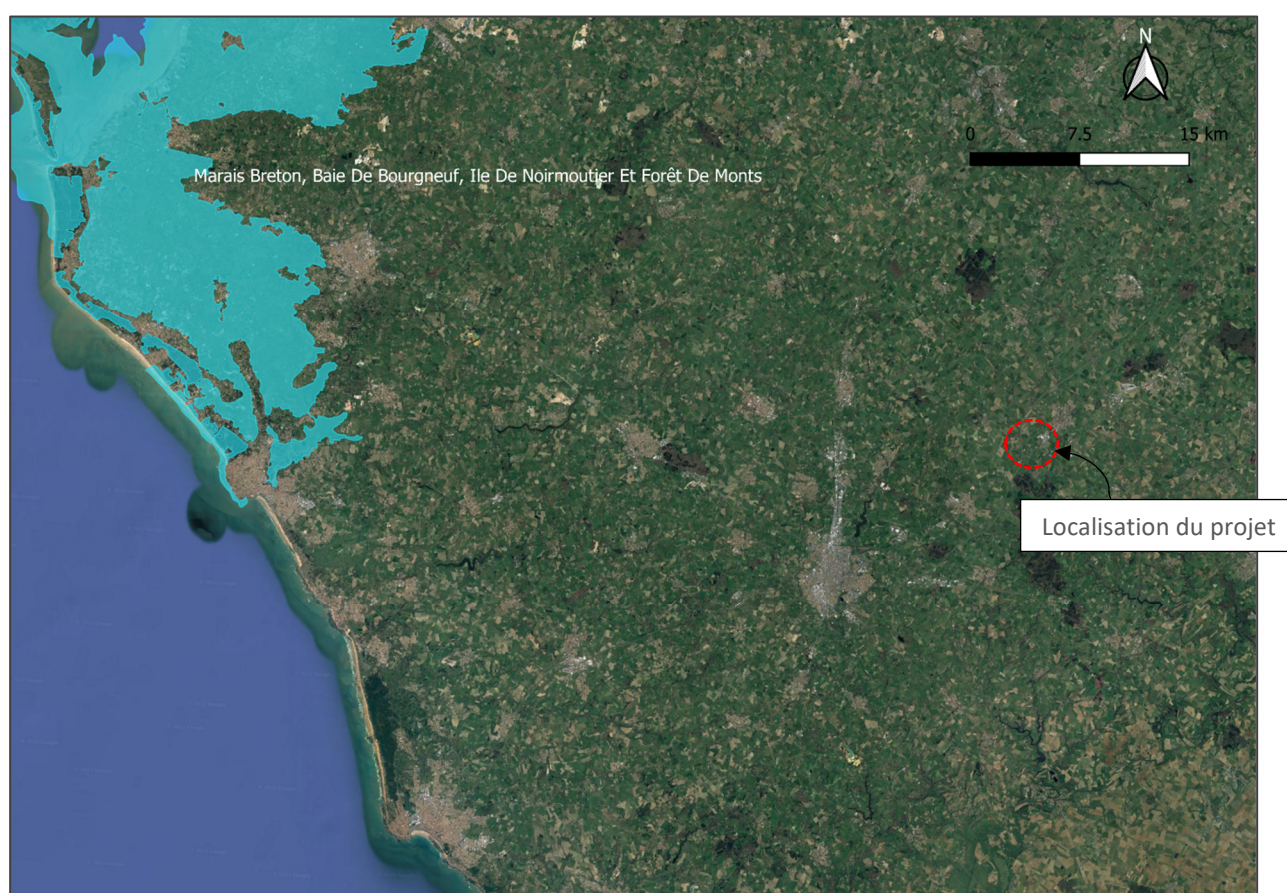 N
0 7.5 15 km
Marais Breton, Baie De Bourgneuf, Ile De Noirmoutier Et Forêt De Monts
Localisation du projet